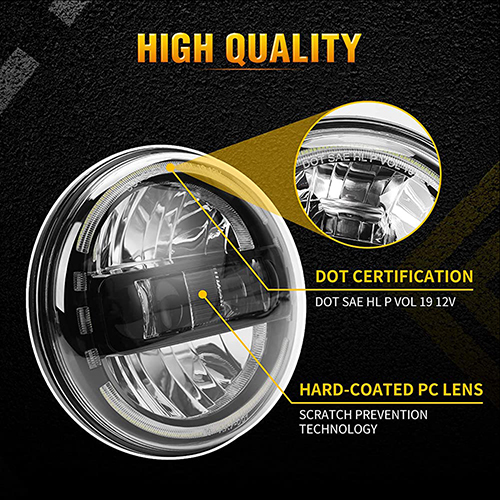 HIGH QUALITY
DOT SAE HL P VOL 19
DOT CERTIFICATION
DOT SAE HL P VOL 19 12V
HARD-COATED PC LENS
SCRATCH PREVENTION
TECHNOLOGY